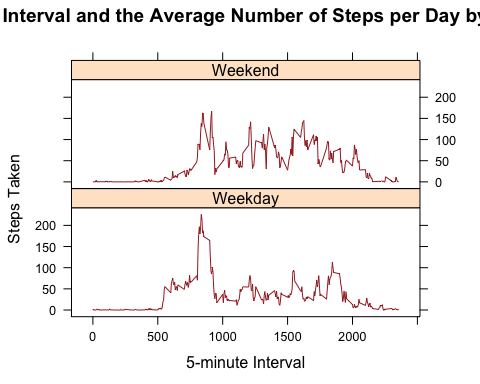 Interval and the Average Number of Steps per Day by
Weekend
200
150
100
50
0
Steps Taken
Weekday
200
150
100
50
0
0 500 1000 1500 2000
5-minute Interval